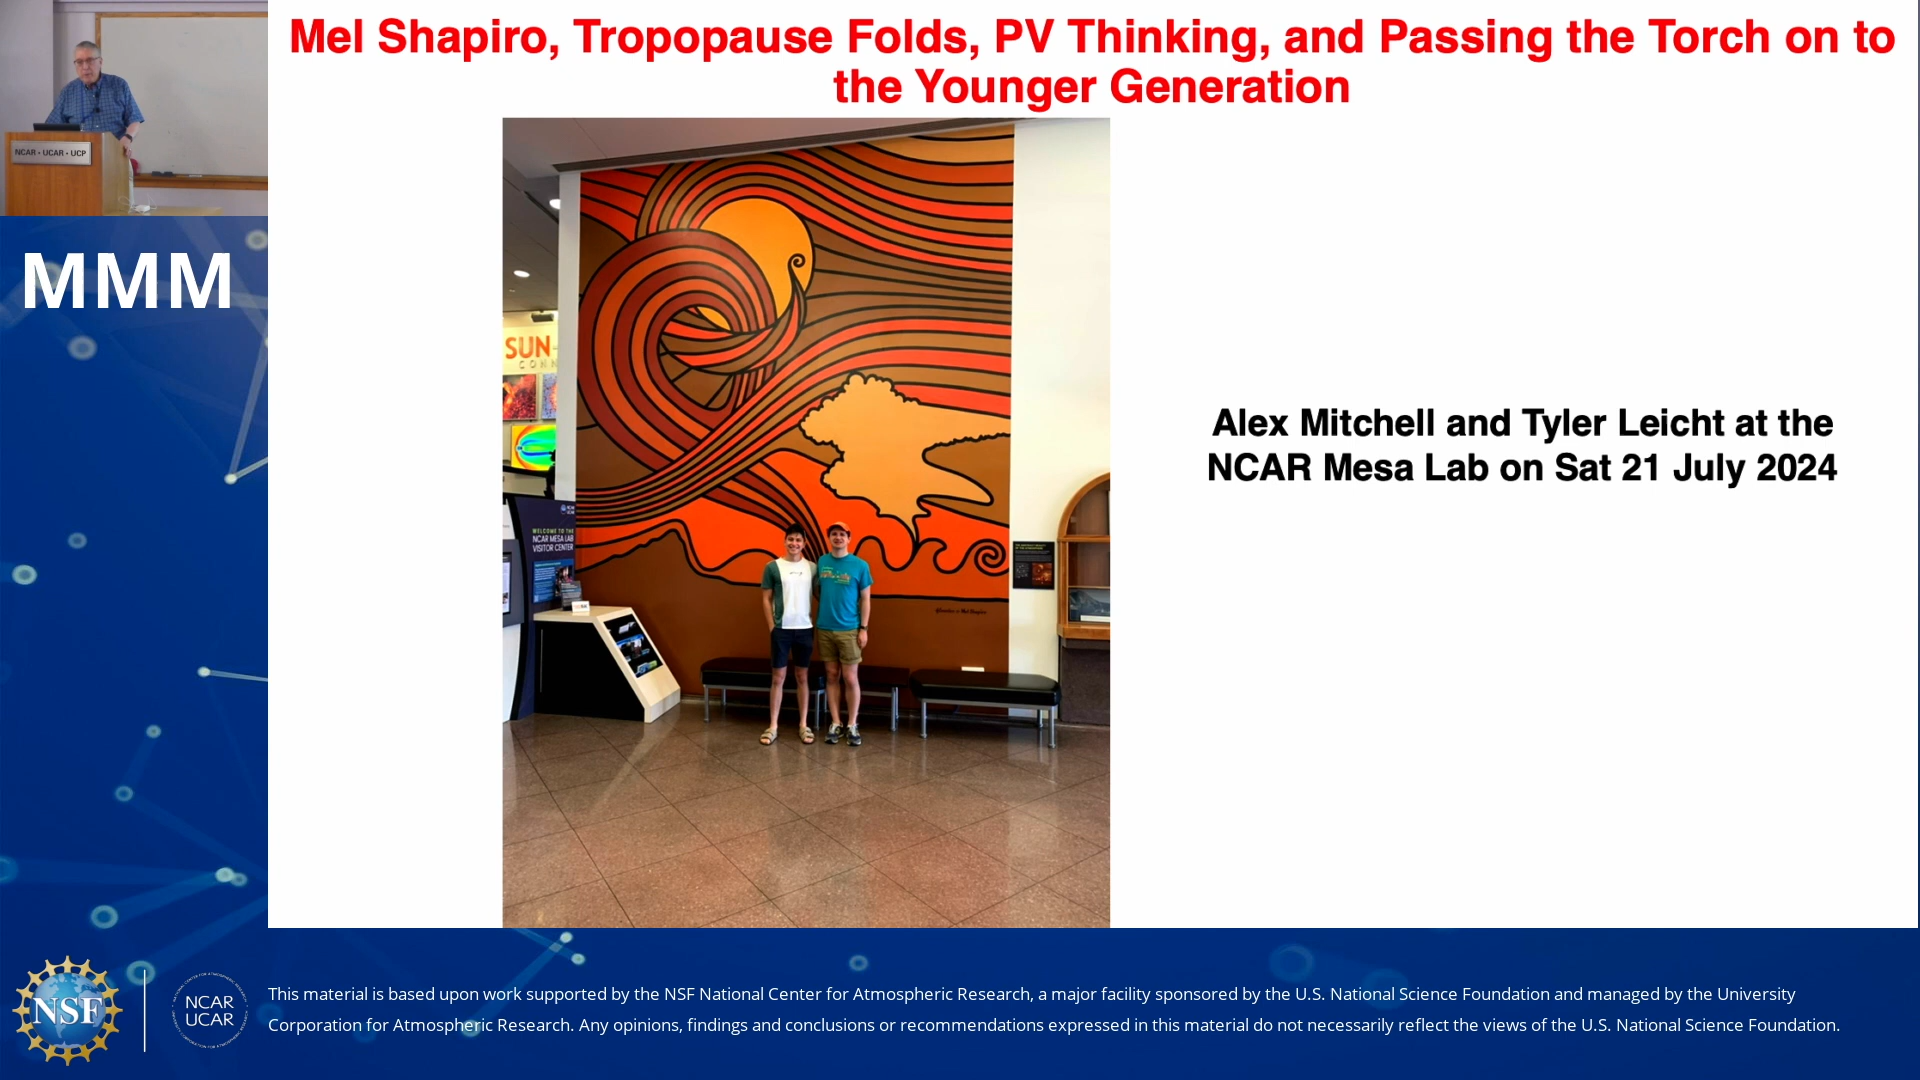 Mel Shapiro, Tropopause Folds, PV Thinking, and Passing the Torch on to
the Younger Generation
NCAR • UCAR • UCP
MMM
SUN-
CONN
WELCOME TO THE
NCAR MESA LAB
VISITOR CENTER
Alex Mitchell and Tyler Leicht at the
NCAR Mesa Lab on Sat 21 July 2024
NSF
NCAR
UCAR
This material is based upon work supported by the NSF National Center for Atmospheric Research, a major facility sponsored by the U.S. National Science Foundation and managed by the University
Corporation for Atmospheric Research. Any opinions, findings and conclusions or recommendations expressed in this material do not necessarily reflect the views of the U.S. National Science Foundation.